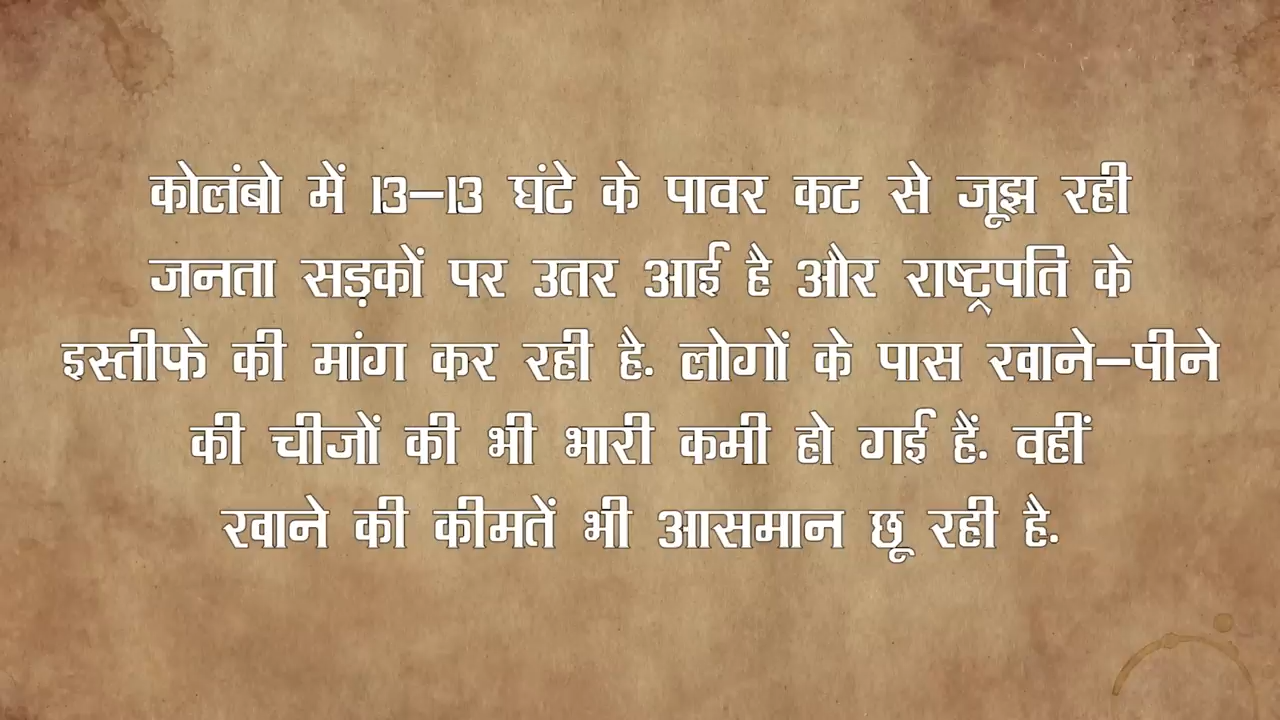 कोलंबो में 13-13 घंटे के पावर कट से जूझ रही
जनता सड़कों पर उतर आई है और राष्ट्रपति के
इस्तीफे की मांग कर रही है. लोगों के पास खाने-पीने
की चीजों की भी भारी कमी हो गई हैं. वहीं
खाने की कीमतें भी आसमान छू रही है.